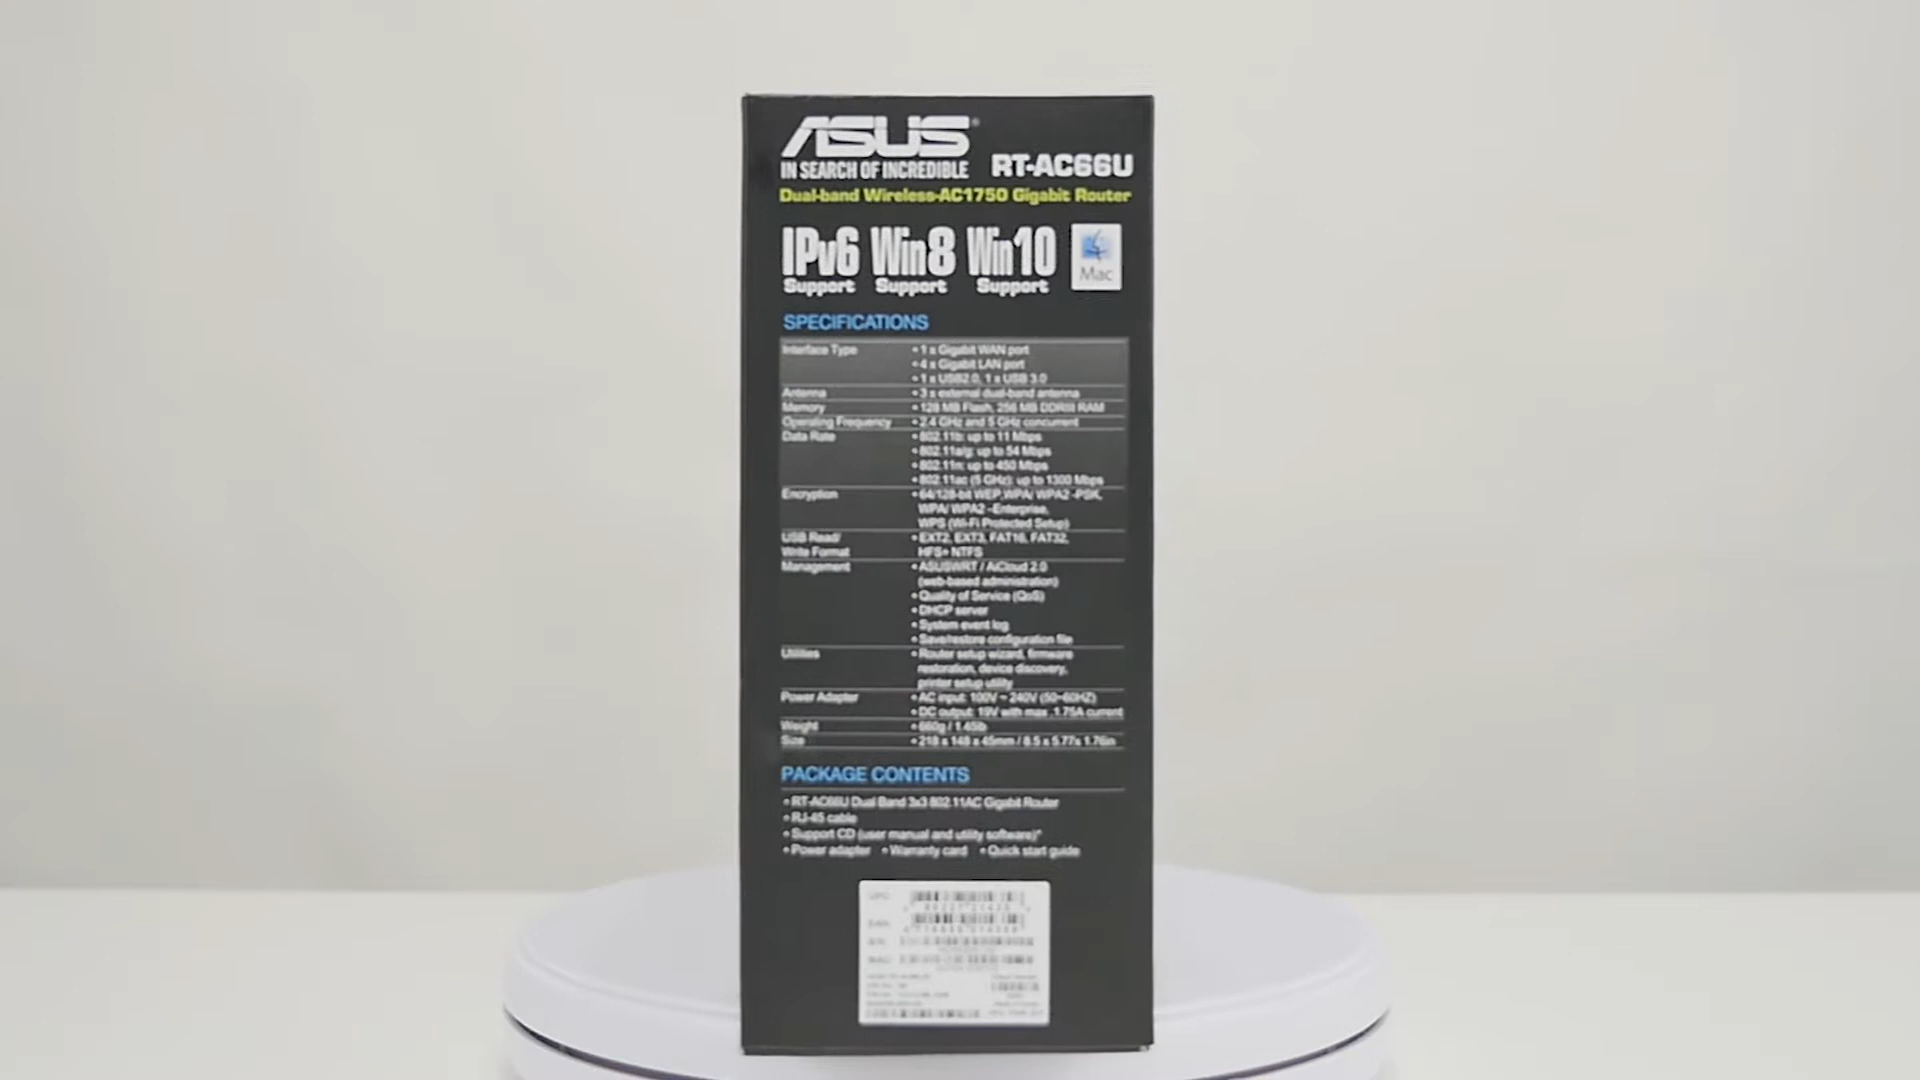 ASUS
IN SEARCH OF INCREDIBLE
RT-AC66U
Dual-band Wireless-AC1750 Gigabit Router
IPv6 Support
Win8 Support
Win10 Support
Mac
SPECIFICATIONS
Interface Type • 1 x Gigabit WAN port
• 4 x Gigabit LAN port
• 1 x USB2.0, 1 x USB 3.0
Antenna • 3 x external dual-band antenna
Memory • 128 MB Flash, 256 MB DDRIII RAM
Operating Frequency • 2.4 GHz and 5 GHz concurrent
Data Rate • 802.11b: up to 11 Mbps
• 802.11a/g: up to 54 Mbps
• 802.11n: up to 450 Mbps
• 802.11ac (5 GHz): up to 1300 Mbps
Encryption • 64/128-bit WEP,WPA/ WPA2 -PSK,
WPA/ WPA2 -Enterprise,
WPS (Wi-Fi Protected Setup)
USB Read/ • EXT2, EXT3, FAT16, FAT32,
Write Format HFS+ NTFS
Management • ASUSWRT / AiCloud 2.0
(web-based administration)
• Quality of Service (QoS)
• DHCP server
• System event log
• Save/restore configuration file
Utilities • Router setup wizard, firmware
restoration, device discovery,
printer setup utility
Power Adapter • AC input: 100V ~ 240V (50~60HZ)
• DC output: 19V with max .1.75A current
Weight • 660g / 1.45lb
Size • 218 x 148 x 45mm / 8.5 x 5.77x 1.76in
PACKAGE CONTENTS
• RT-AC66U Dual Band 3x3 802.11AC Gigabit Router
• RJ-45 cable
• Support CD (user manual and utility software)*
• Power adapter • Warranty card • Quick start guide
UPC
EAN